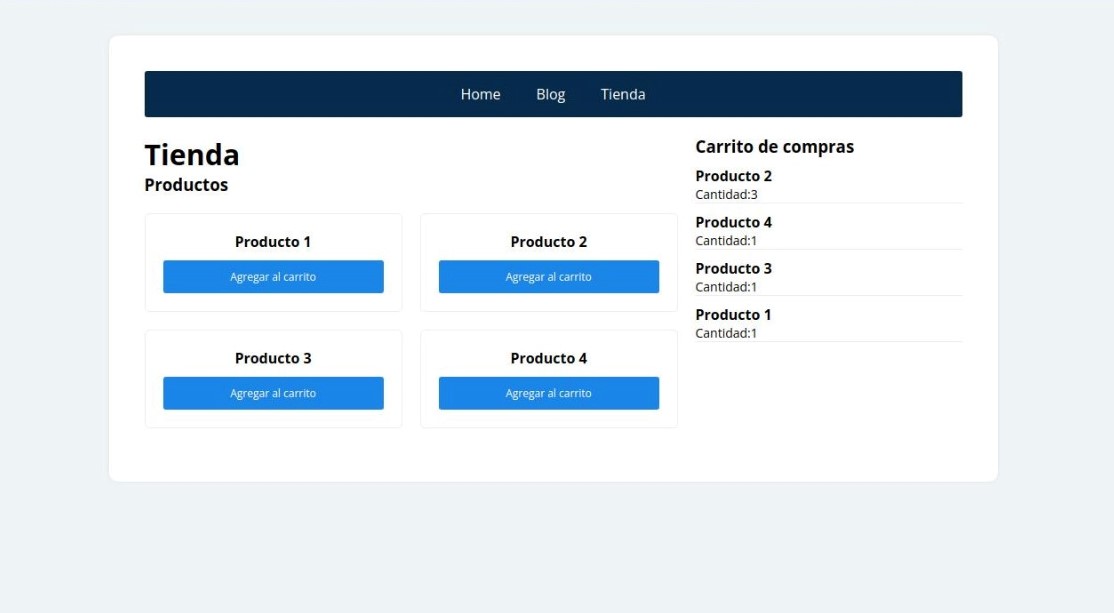 Home Blog Tienda
Tienda
Productos
Producto 1
Agregar al carrito
Producto 2
Agregar al carrito
Producto 3
Agregar al carrito
Producto 4
Agregar al carrito
Carrito de compras
Producto 2
Cantidad:3
Producto 4
Cantidad:1
Producto 3
Cantidad:1
Producto 1
Cantidad:1